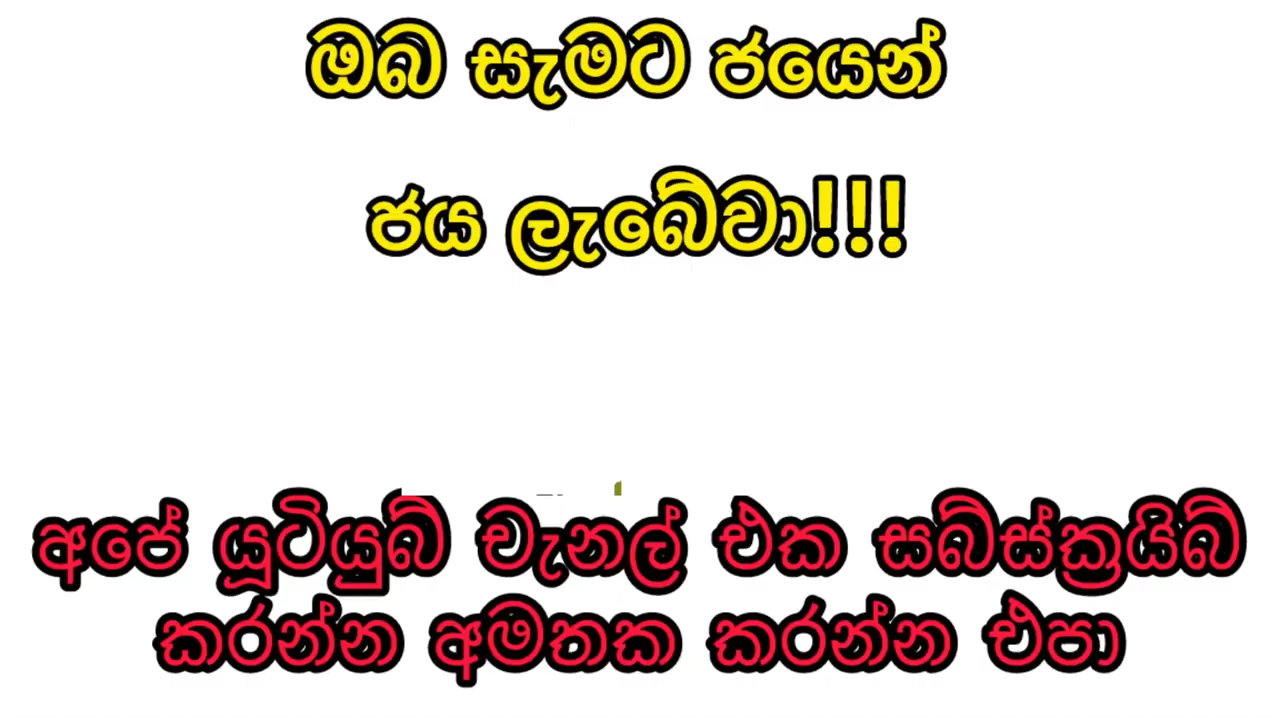 ඔබ සැමට ජයෙන්
ජය ලැබේවා!!!
අපේ යූටියුබ් චැනල් එක සබ්ස්ක්‍රයිබ්
කරන්න අමතක කරන්න එපා